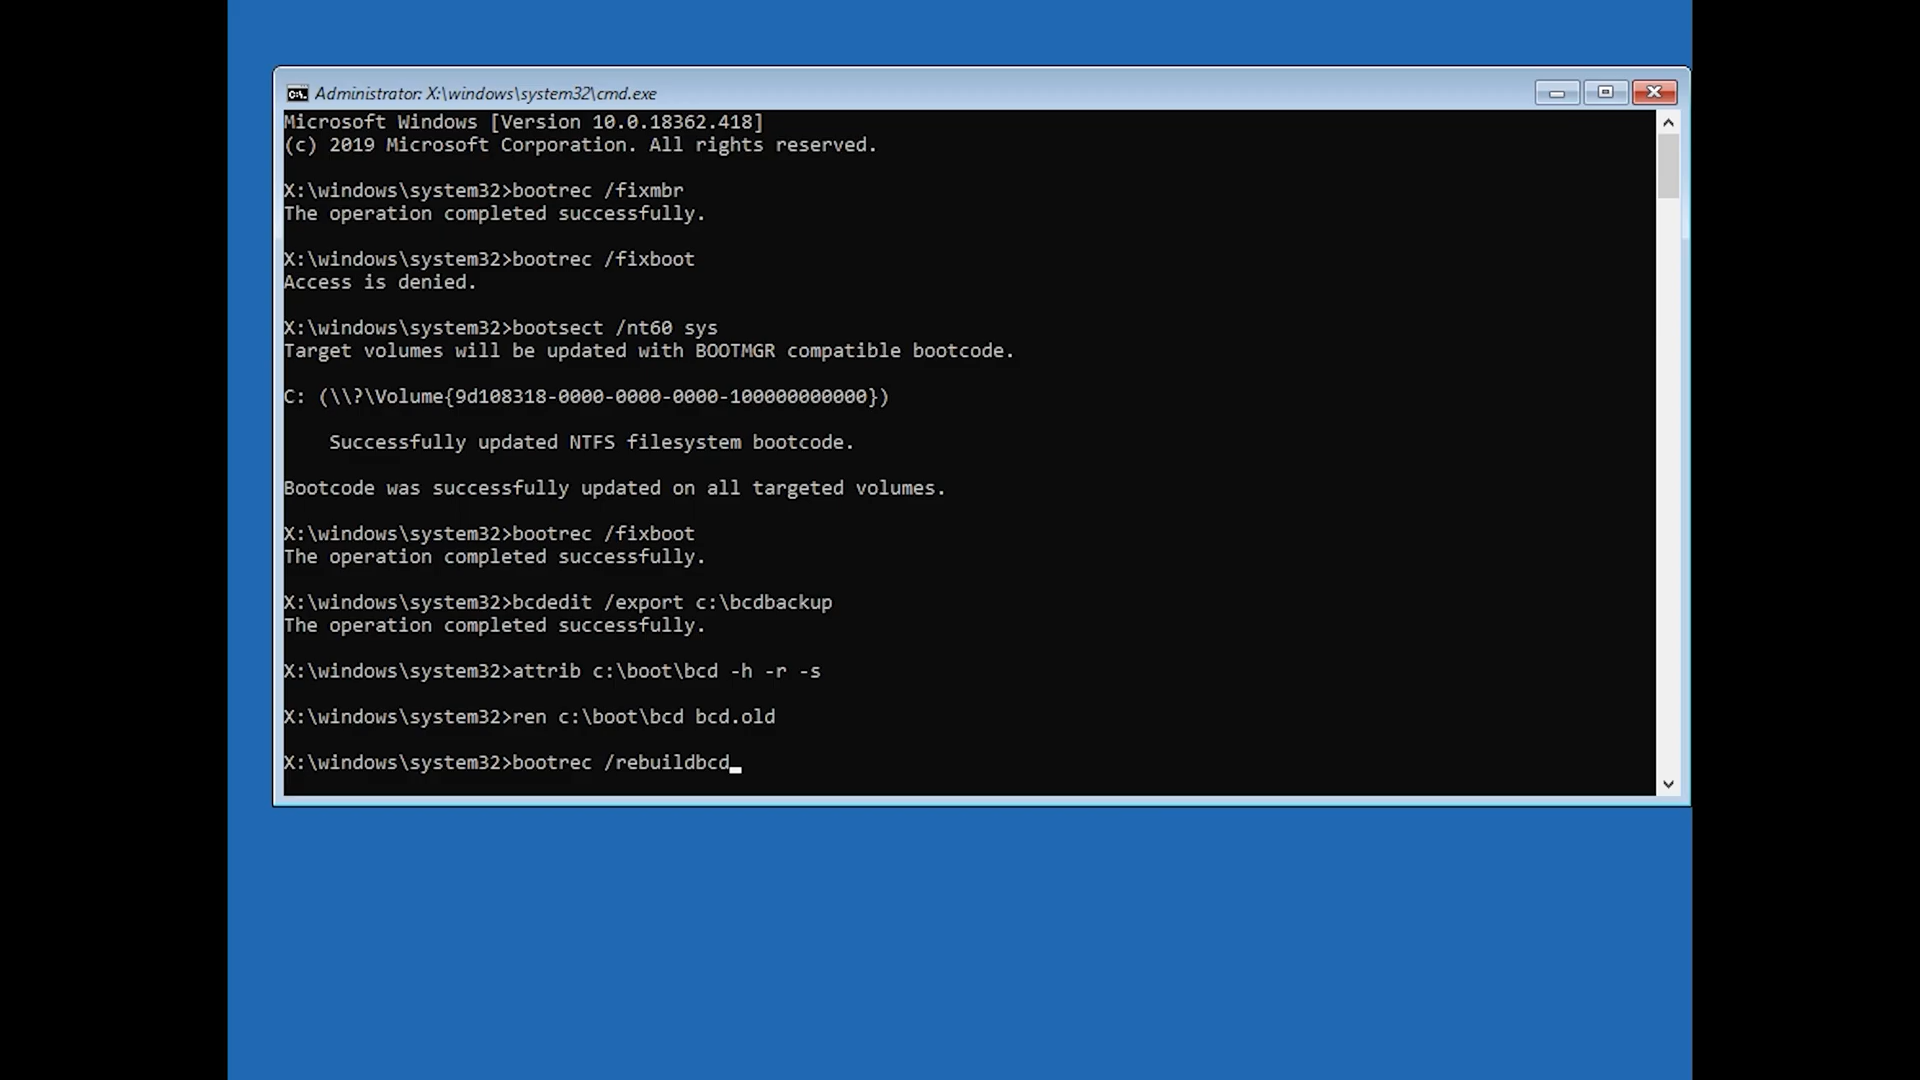 Administrator: X:\windows\system32\cmd.exe
Microsoft Windows [Version 10.0.18362.418]
(c) 2019 Microsoft Corporation. All rights reserved.
X:\windows\system32>bootrec /fixmbr
The operation completed successfully.
X:\windows\system32>bootrec /fixboot
Access is denied.
X:\windows\system32>bootsect /nt60 sys
Target volumes will be updated with BOOTMGR compatible bootcode.
C: (\\?\Volume{9d108318-0000-0000-0000-100000000000})
Successfully updated NTFS filesystem bootcode.
Bootcode was successfully updated on all targeted volumes.
X:\windows\system32>bootrec /fixboot
The operation completed successfully.
X:\windows\system32>bcdedit /export c:\bcdbackup
The operation completed successfully.
X:\windows\system32>attrib c:\boot\bcd -h -r -s
X:\windows\system32>ren c:\boot\bcd bcd.old
X:\windows\system32>bootrec /rebuildbcd